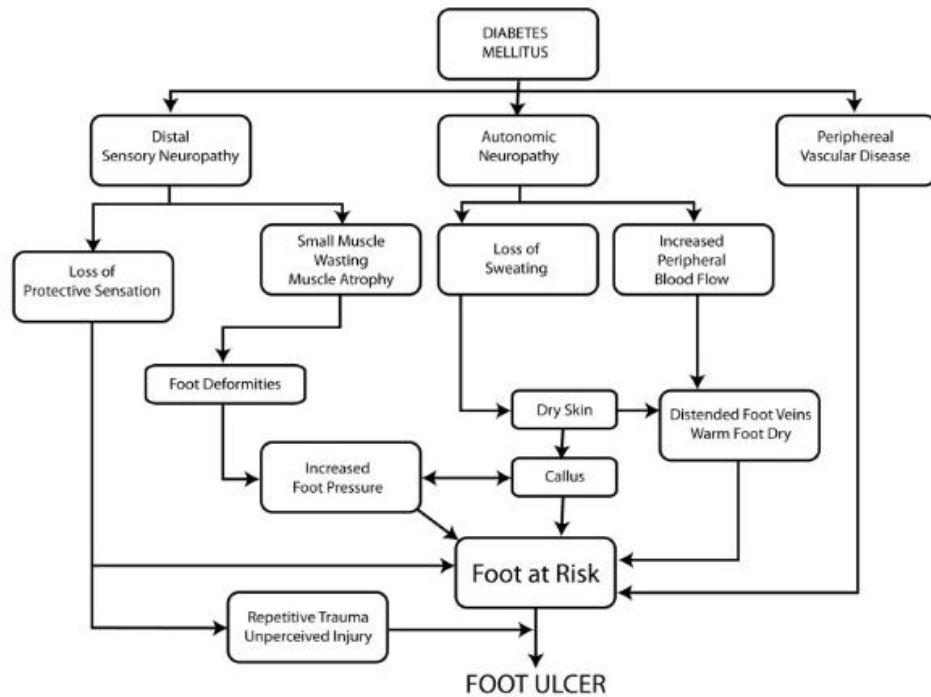 DIABETES
MELLITUS
Distal
Sensory Neuropathy
Autonomic
Neuropathy
Periphereal
Vascular Disease
Loss of
Protective Sensation
Small Muscle
Wasting
Muscle Atrophy
Loss of
Sweating
Increased
Peripheral
Blood Flow
Foot Deformities
Dry Skin
Distended Foot Veins
Warm Foot Dry
Increased
Foot Pressure
Callus
Foot at Risk
Repetitive Trauma
Unperceived Injury
FOOT ULCER